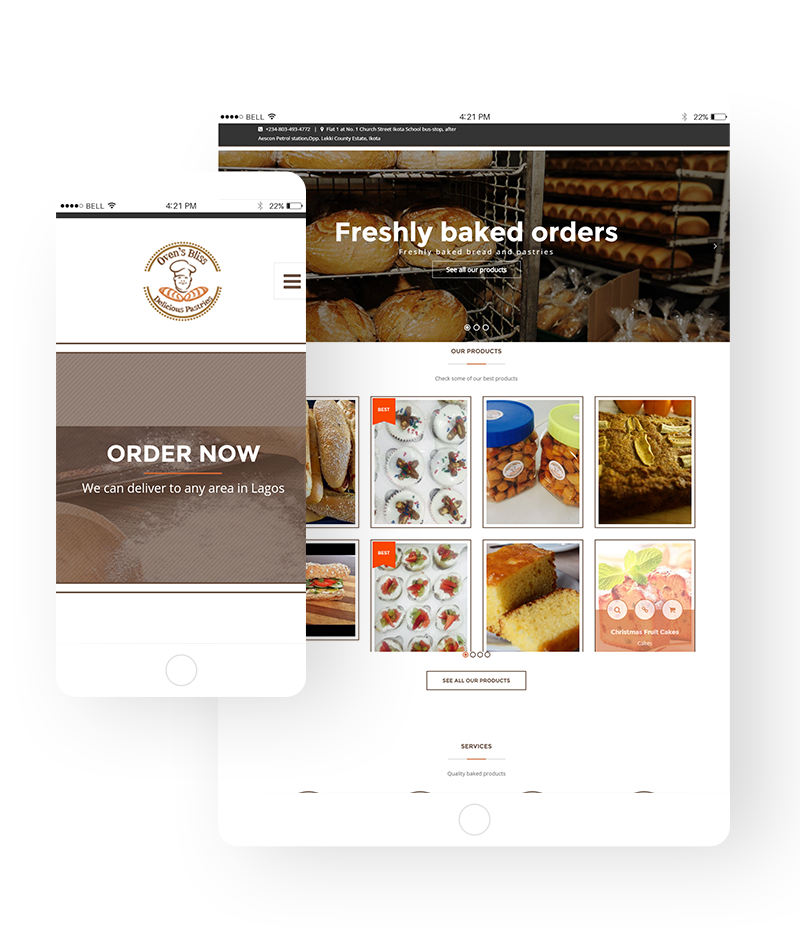 BELL
4:21 PM
22%
+234-803-493-4772 | Flat 1 at No. 1 Church Street Ikota School bus-stop, after
Aescon Petrol station,Opp. Lekki County Estate, Ikota
Freshly baked orders
Freshly baked bread and pastries
See all our products
OUR PRODUCTS
Check some of our best products
BEST
BEST
Christmas Fruit Cakes
Cakes
SEE ALL OUR PRODUCTS
SERVICES
Quality baked products
BELL
4:21 PM
22%
Oven's Bliss
Delicious Pastries
ORDER NOW
We can deliver to any area in Lagos